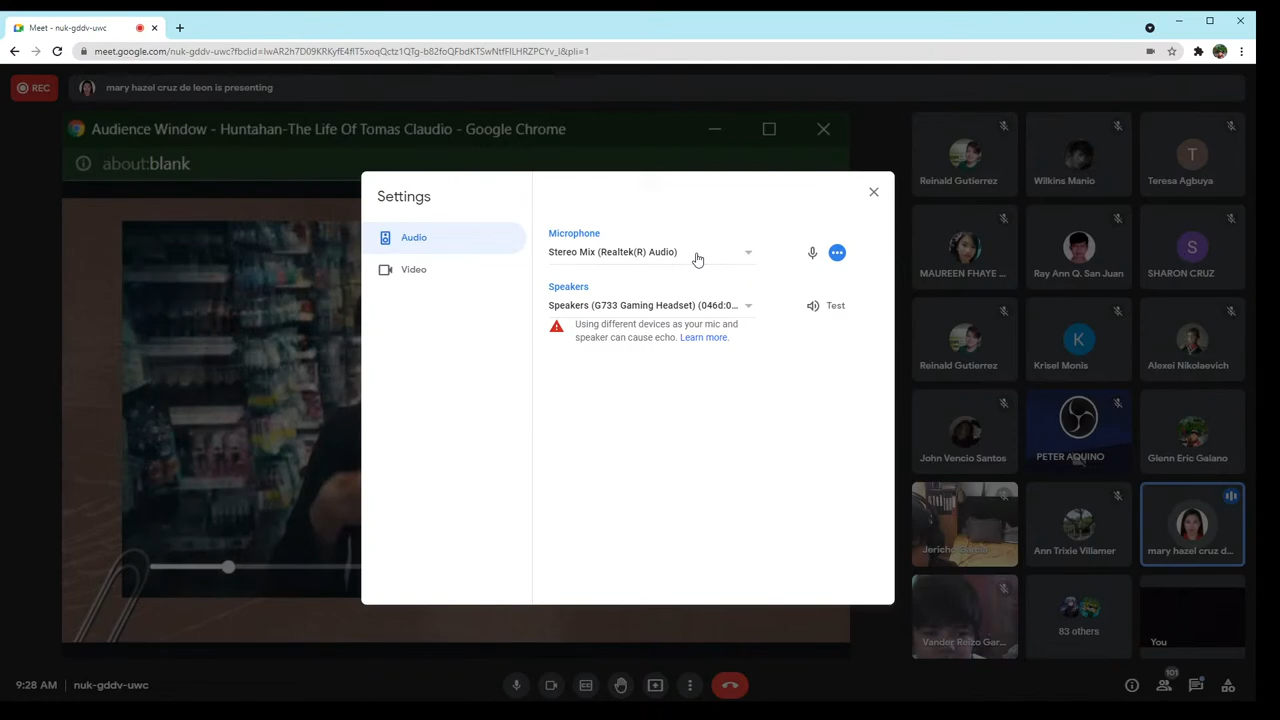 Meet - nuk-gddv-uwc
meet.google.com/nuk-gddv-uwc?fbclid=IwAR2h7D09KRKyfE4fIT5xoqQctz1QTg-b82foQFbdKTSwNtfFILHRZPCYv_I&pli=1
REC
mary hazel cruz de leon is presenting
Audience Window - Huntahan-The Life Of Tomas Claudio - Google Chrome
about:blank
Settings
Audio
Video
Microphone
Stereo Mix (Realtek(R) Audio)
Speakers
Speakers (G733 Gaming Headset) (046d:0...
Test
Using different devices as your mic and
speaker can cause echo. Learn more.
Reinald Gutierrez
Wilkins Manio
T
Teresa Agbuya
MAUREEN FHAYE ...
Ray Ann Q. San Juan
S
SHARON CRUZ
Reinald Gutierrez
K
Krisel Monis
Alexei Nikolaevich
John Vencio Santos
PETER AQUINO
Glenn Eric Galano
Jericho
Ann Trixie Villamer
mary hazel cruz d...
Vander Reizo Gar...
83 others
You
9:28 AM | nuk-gddv-uwc
101